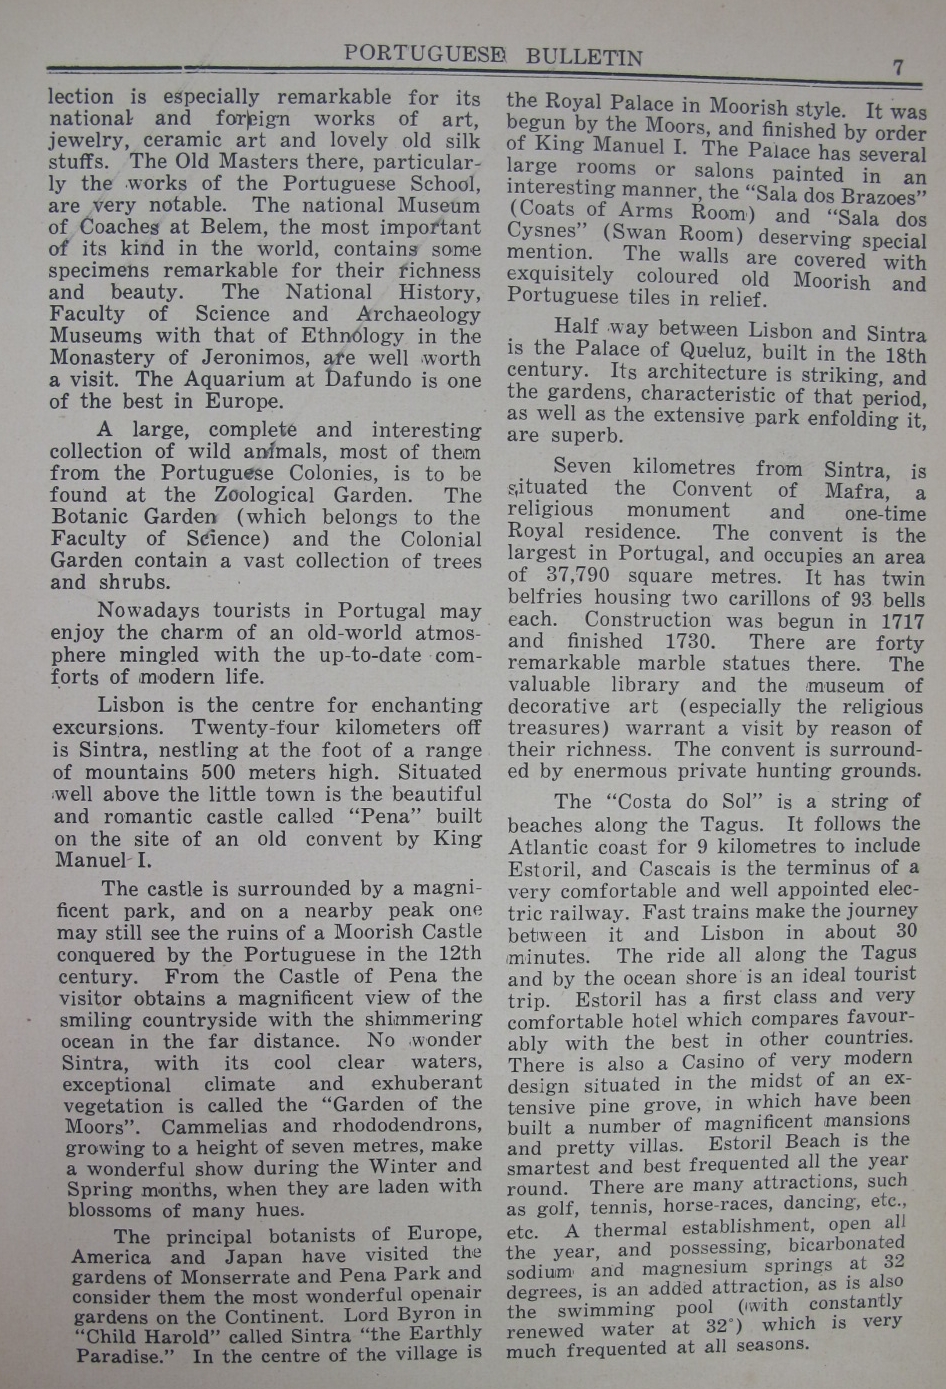 PORTUGUESE BULLETIN 7
lection is especially remarkable for its
national and foreign works of art,
jewelry, ceramic art and lovely old silk
stuffs. The Old Masters there, particular-
ly the works of the Portuguese School,
are very notable. The national Museum
of Coaches at Belem, the most important
of its kind in the world, contains some
specimens remarkable for their richness
and beauty. The National History,
Faculty of Science and Archaeology
Museums with that of Ethnology in the
Monastery of Jeronimos, are well worth
a visit. The Aquarium at Dafundo is one
of the best in Europe.
A large, complete and interesting
collection of wild animals, most of them
from the Portuguese Colonies, is to be
found at the Zoological Garden. The
Botanic Garden (which belongs to the
Faculty of Science) and the Colonial
Garden contain a vast collection of trees
and shrubs.
Nowadays tourists in Portugal may
enjoy the charm of an old-world atmos-
phere mingled with the up-to-date com-
forts of modern life.
Lisbon is the centre for enchanting
excursions. Twenty-four kilometers off
is Sintra, nestling at the foot of a range
of mountains 500 meters high. Situated
well above the little town is the beautiful
and romantic castle called “Pena” built
on the site of an old convent by King
Manuel I.
The castle is surrounded by a magni-
ficent park, and on a nearby peak one
may still see the ruins of a Moorish Castle
conquered by the Portuguese in the 12th
century. From the Castle of Pena the
visitor obtains a magnificent view of the
smiling countryside with the shimmering
ocean in the far distance. No wonder
Sintra, with its cool clear waters,
exceptional climate and exhuberant
vegetation is called the “Garden of the
Moors”. Cammelias and rhododendrons,
growing to a height of seven metres, make
a wonderful show during the Winter and
Spring months, when they are laden with
blossoms of many hues.
The principal botanists of Europe,
America and Japan have visited the
gardens of Monserrate and Pena Park and
consider them the most wonderful openair
gardens on the Continent. Lord Byron in
“Child Harold” called Sintra “the Earthly
Paradise.” In the centre of the village is
the Royal Palace in Moorish style. It was
begun by the Moors, and finished by order
of King Manuel I. The Palace has several
large rooms or salons painted in an
interesting manner, the “Sala dos Brazoes”
(Coats of Arms Room) and “Sala dos
Cysnes” (Swan Room) deserving special
mention. The walls are covered with
exquisitely coloured old Moorish and
Portuguese tiles in relief.
Half way between Lisbon and Sintra
is the Palace of Queluz, built in the 18th
century. Its architecture is striking, and
the gardens, characteristic of that period,
as well as the extensive park enfolding it,
are superb.
Seven kilometres from Sintra, is
situated the Convent of Mafra, a
religious monument and one-time
Royal residence. The convent is the
largest in Portugal, and occupies an area
of 37,790 square metres. It has twin
belfries housing two carillons of 93 bells
each. Construction was begun in 1717
and finished 1730. There are forty
remarkable marble statues there. The
valuable library and the museum of
decorative art (especially the religious
treasures) warrant a visit by reason of
their richness. The convent is surround-
ed by enermous private hunting grounds.
The “Costa do Sol” is a string of
beaches along the Tagus. It follows the
Atlantic coast for 9 kilometres to include
Estoril, and Cascais is the terminus of a
very comfortable and well appointed elec-
tric railway. Fast trains make the journey
between it and Lisbon in about 30
minutes. The ride all along the Tagus
and by the ocean shore is an ideal tourist
trip. Estoril has a first class and very
comfortable hotel which compares favour-
ably with the best in other countries.
There is also a Casino of very modern
design situated in the midst of an ex-
tensive pine grove, in which have been
built a number of magnificent mansions
and pretty villas. Estoril Beach is the
smartest and best frequented all the year
round. There are many attractions, such
as golf, tennis, horse-races, dancing, etc.,
etc. A thermal establishment, open all
the year, and possessing, bicarbonated
sodium and magnesium springs at 32
degrees, is an added attraction, as is also
the swimming pool (with constantly
renewed water at 32°) which is very
much frequented at all seasons.